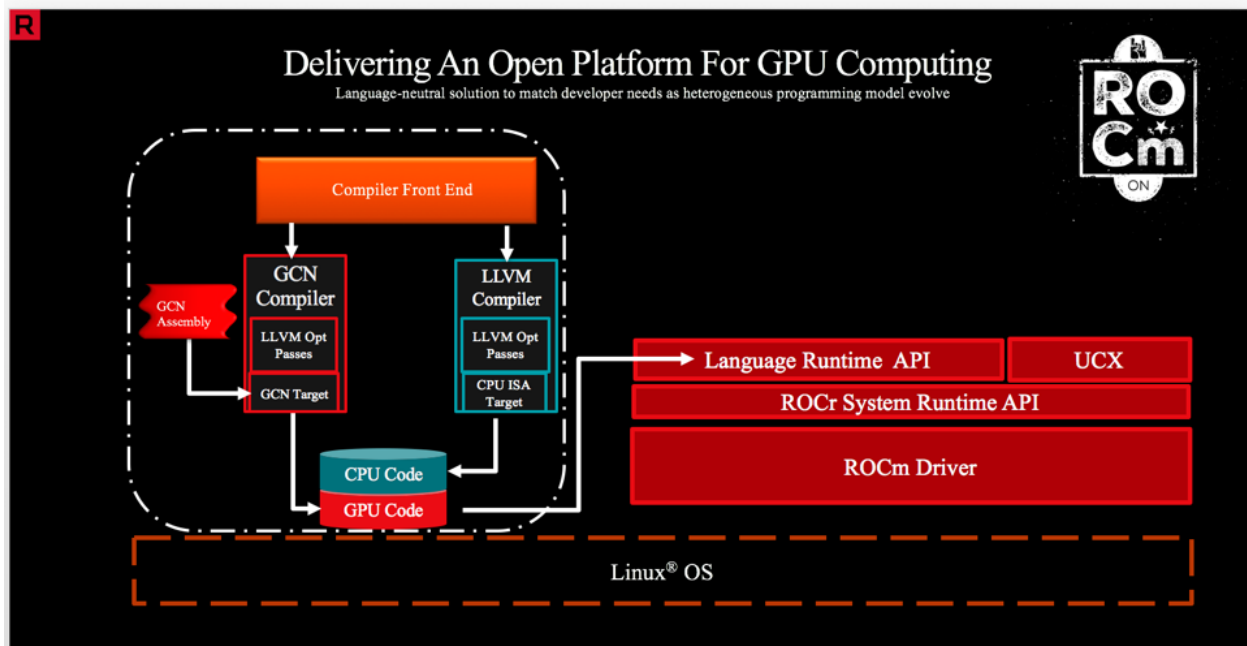 R
Delivering An Open Platform For GPU Computing
Language-neutral solution to match developer needs as heterogeneous programming model evolve
RO
Cm
ON
Compiler Front End
GCN
Compiler
LLVM Opt
Passes
GCN Target
GCN
Assembly
LLVM
Compiler
LLVM Opt
Passes
CPU ISA
Target
CPU Code
GPU Code
Language Runtime API
UCX
ROCr System Runtime API
ROCm Driver
Linux® OS